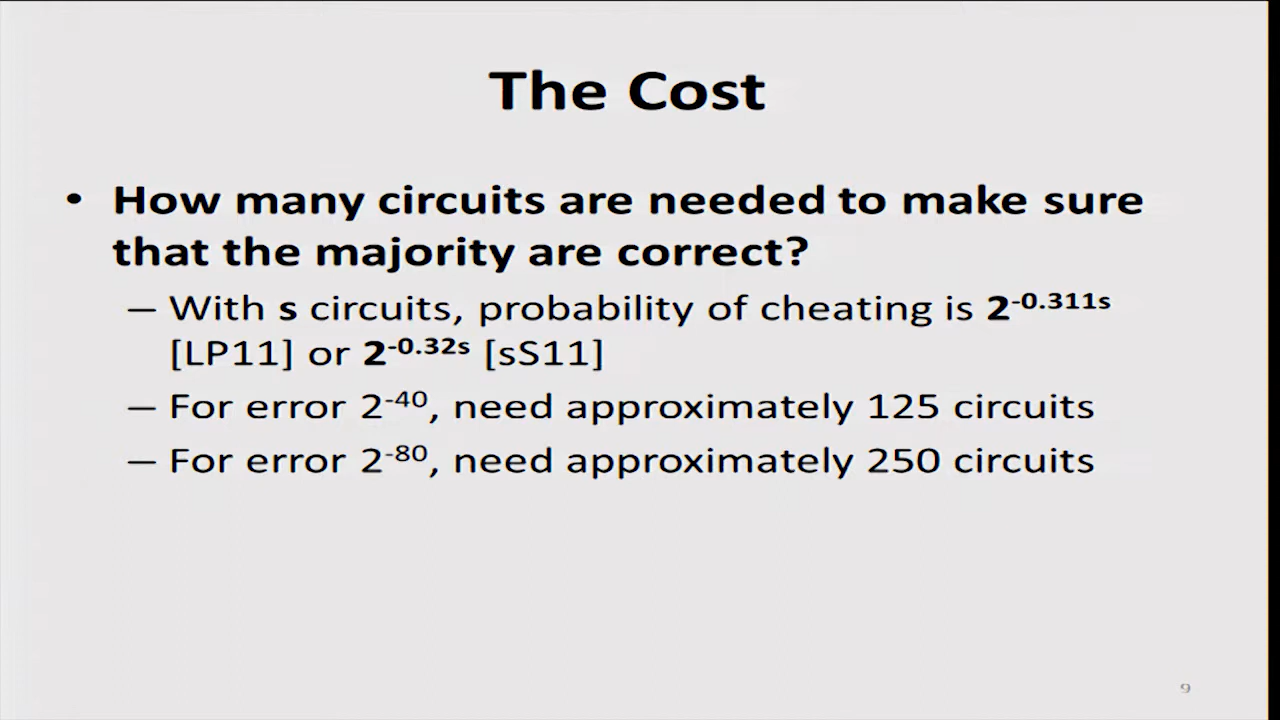 The Cost
• How many circuits are needed to make sure
that the majority are correct?
– With s circuits, probability of cheating is 2^-0.311s
[LP11] or 2^-0.32s [sS11]
– For error 2^-40, need approximately 125 circuits
– For error 2^-80, need approximately 250 circuits
9